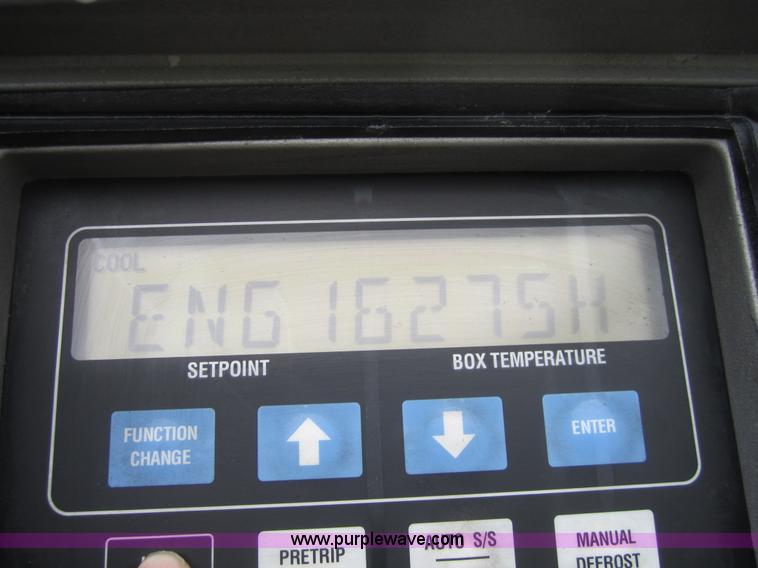 COOL
ENG 16275H
SETPOINT
BOX TEMPERATURE
FUNCTION
CHANGE
ENTER
PRETRIP
AUTO S/S
MANUAL
DEFROST
www.purplewave.com